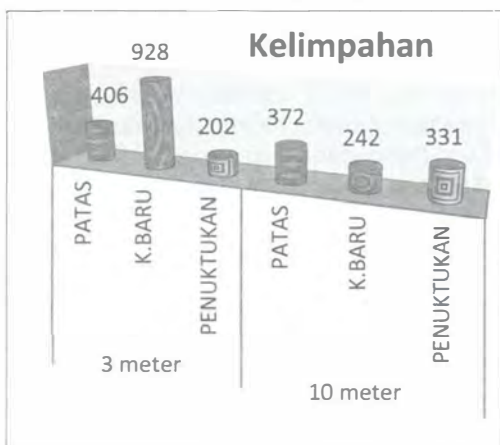 Kelimpahan
928
406
202
372
242
331
PATAS
K.BARU
PENUKTUKAN
PATAS
K.BARU
PENUKTUKAN
3 meter
10 meter